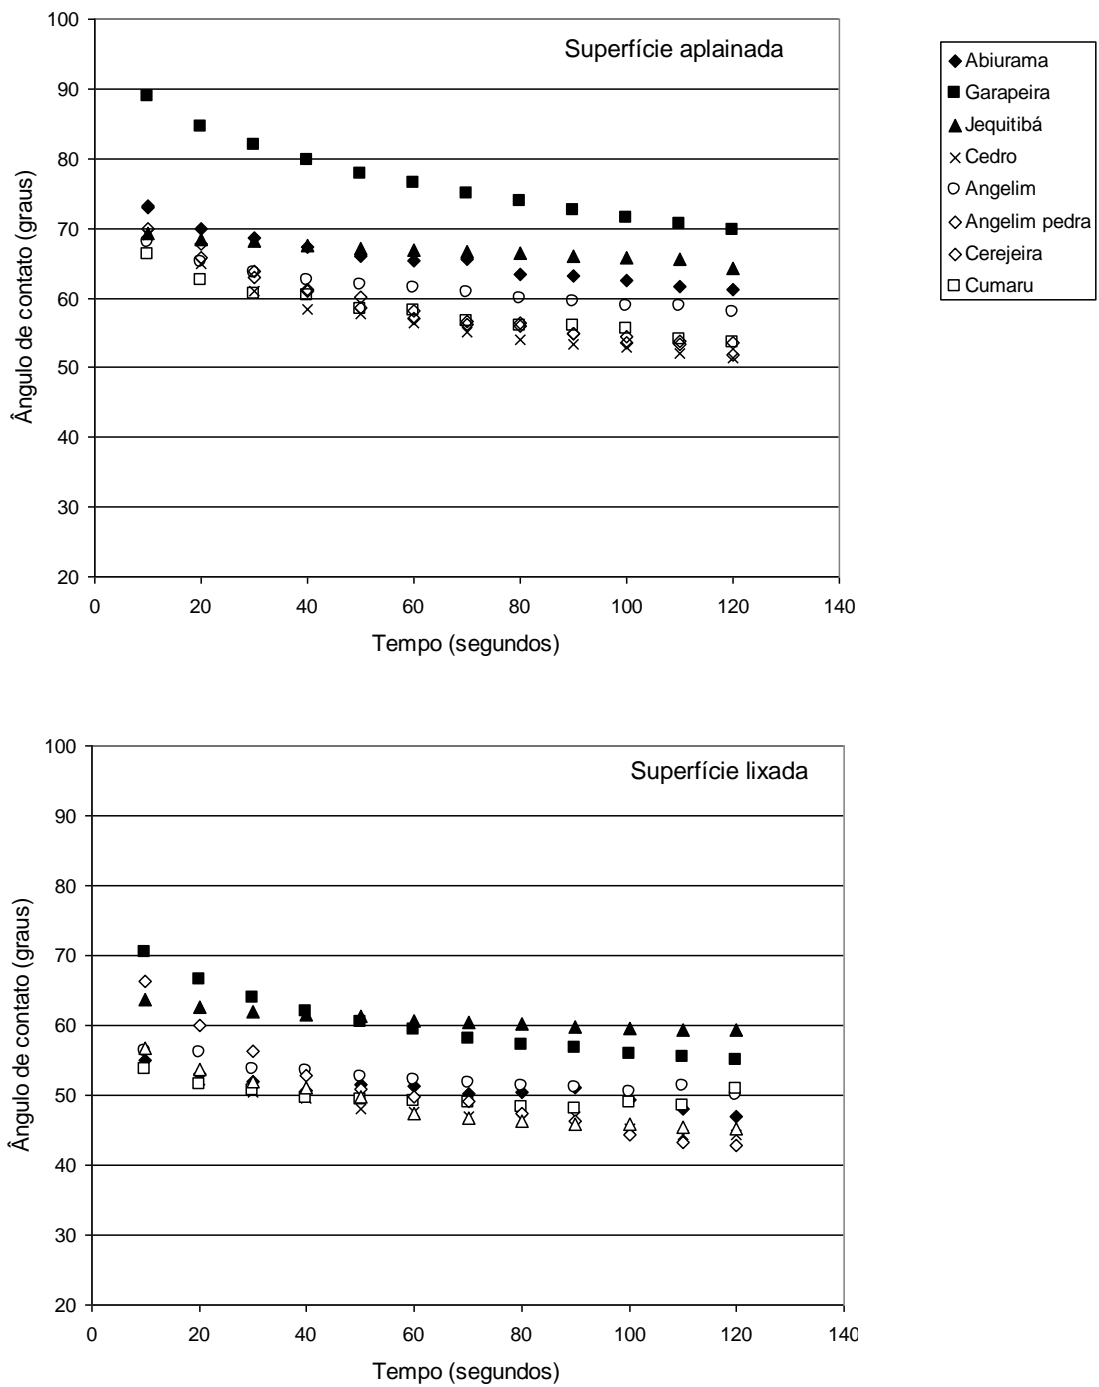 100
90
80
70
60
50
40
30
20
Ângulo de contato (graus)
Superfície aplainada
0
20
40
60
80
100
120
140
Tempo (segundos)
Abiurama
Garapeira
Jequitibá
Cedro
Angelim
Angelim pedra
Cerejeira
Cumaru
100
90
80
70
60
50
40
30
20
Ângulo de contato (graus)
Superfície lixada
0
20
40
60
80
100
120
140
Tempo (segundos)